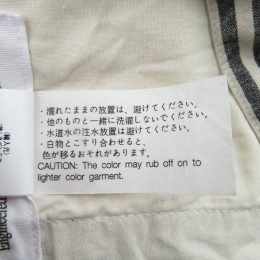 ・濡れたままの放置は、避けてください。
・他のものと一緒に洗濯しないでください。
・水道水の注水放置は、避けてください。
・白物とこすり合わせると、
色が移るおそれがあります。
CAUTION: The color may rub off on to
lighter color garment.
Engineered